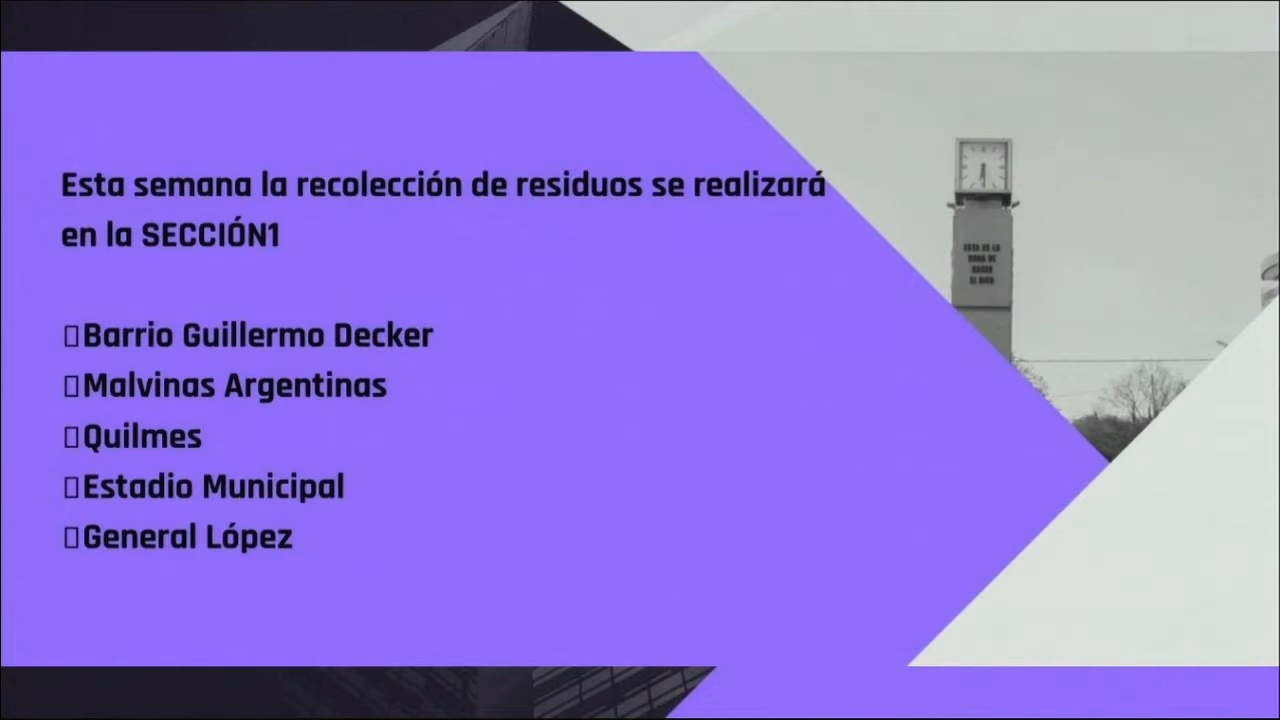 Esta semana la recolección de residuos se realizará
en la SECCIÓN1
Barrio Guillermo Decker
Malvinas Argentinas
Quilmes
Estadio Municipal
General López